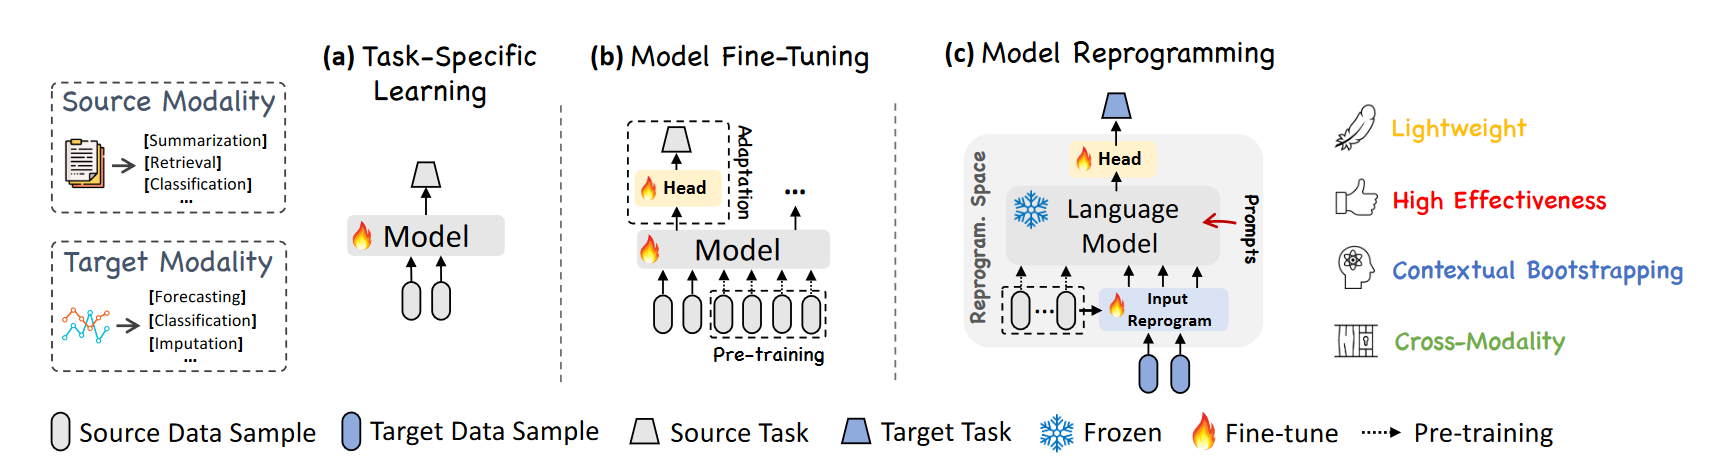 Source Modality
[Summarization]
[Retrieval]
[Classification]
...
Target Modality
[Forecasting]
[Classification]
[Imputation]
...
(a) Task-Specific
Learning
Model
(b) Model Fine-Tuning
Adaptation
Head
...
Model
Pre-training
(c) Model Reprogramming
Reprogram. Space
Head
Language
Model
Prompts
...
Input
Reprogram
Lightweight
High Effectiveness
Contextual Bootstrapping
Cross-Modality
Source Data Sample
Target Data Sample
Source Task
Target Task
Frozen
Fine-tune
Pre-training